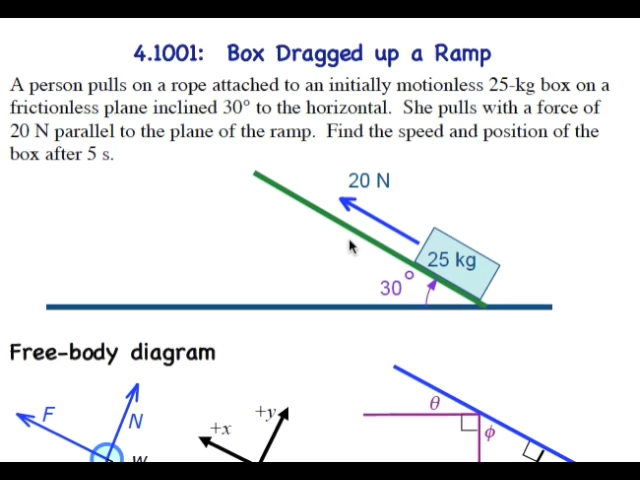 4.1001: Box Dragged up a Ramp
A person pulls on a rope attached to an initially motionless 25-kg box on a
frictionless plane inclined 30° to the horizontal. She pulls with a force of
20 N parallel to the plane of the ramp. Find the speed and position of the
box after 5 s.
20 N
25 kg
30°
Free-body diagram
F
N
+x
+y
θ
ϕ